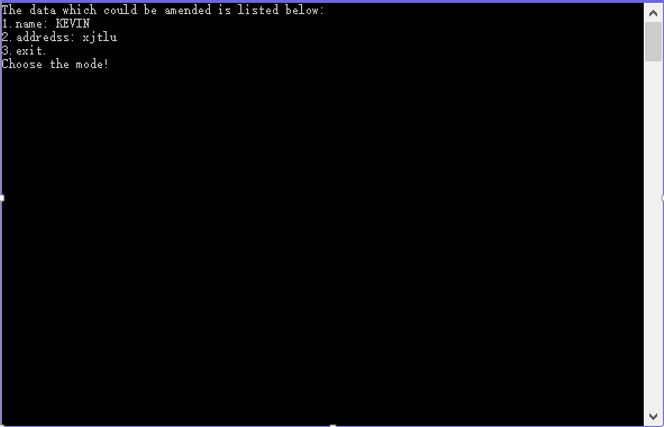 The data which could be amended is listed below:
1.name: KEVIN
2.addredss: xjtlu
3.exit.
Choose the mode!